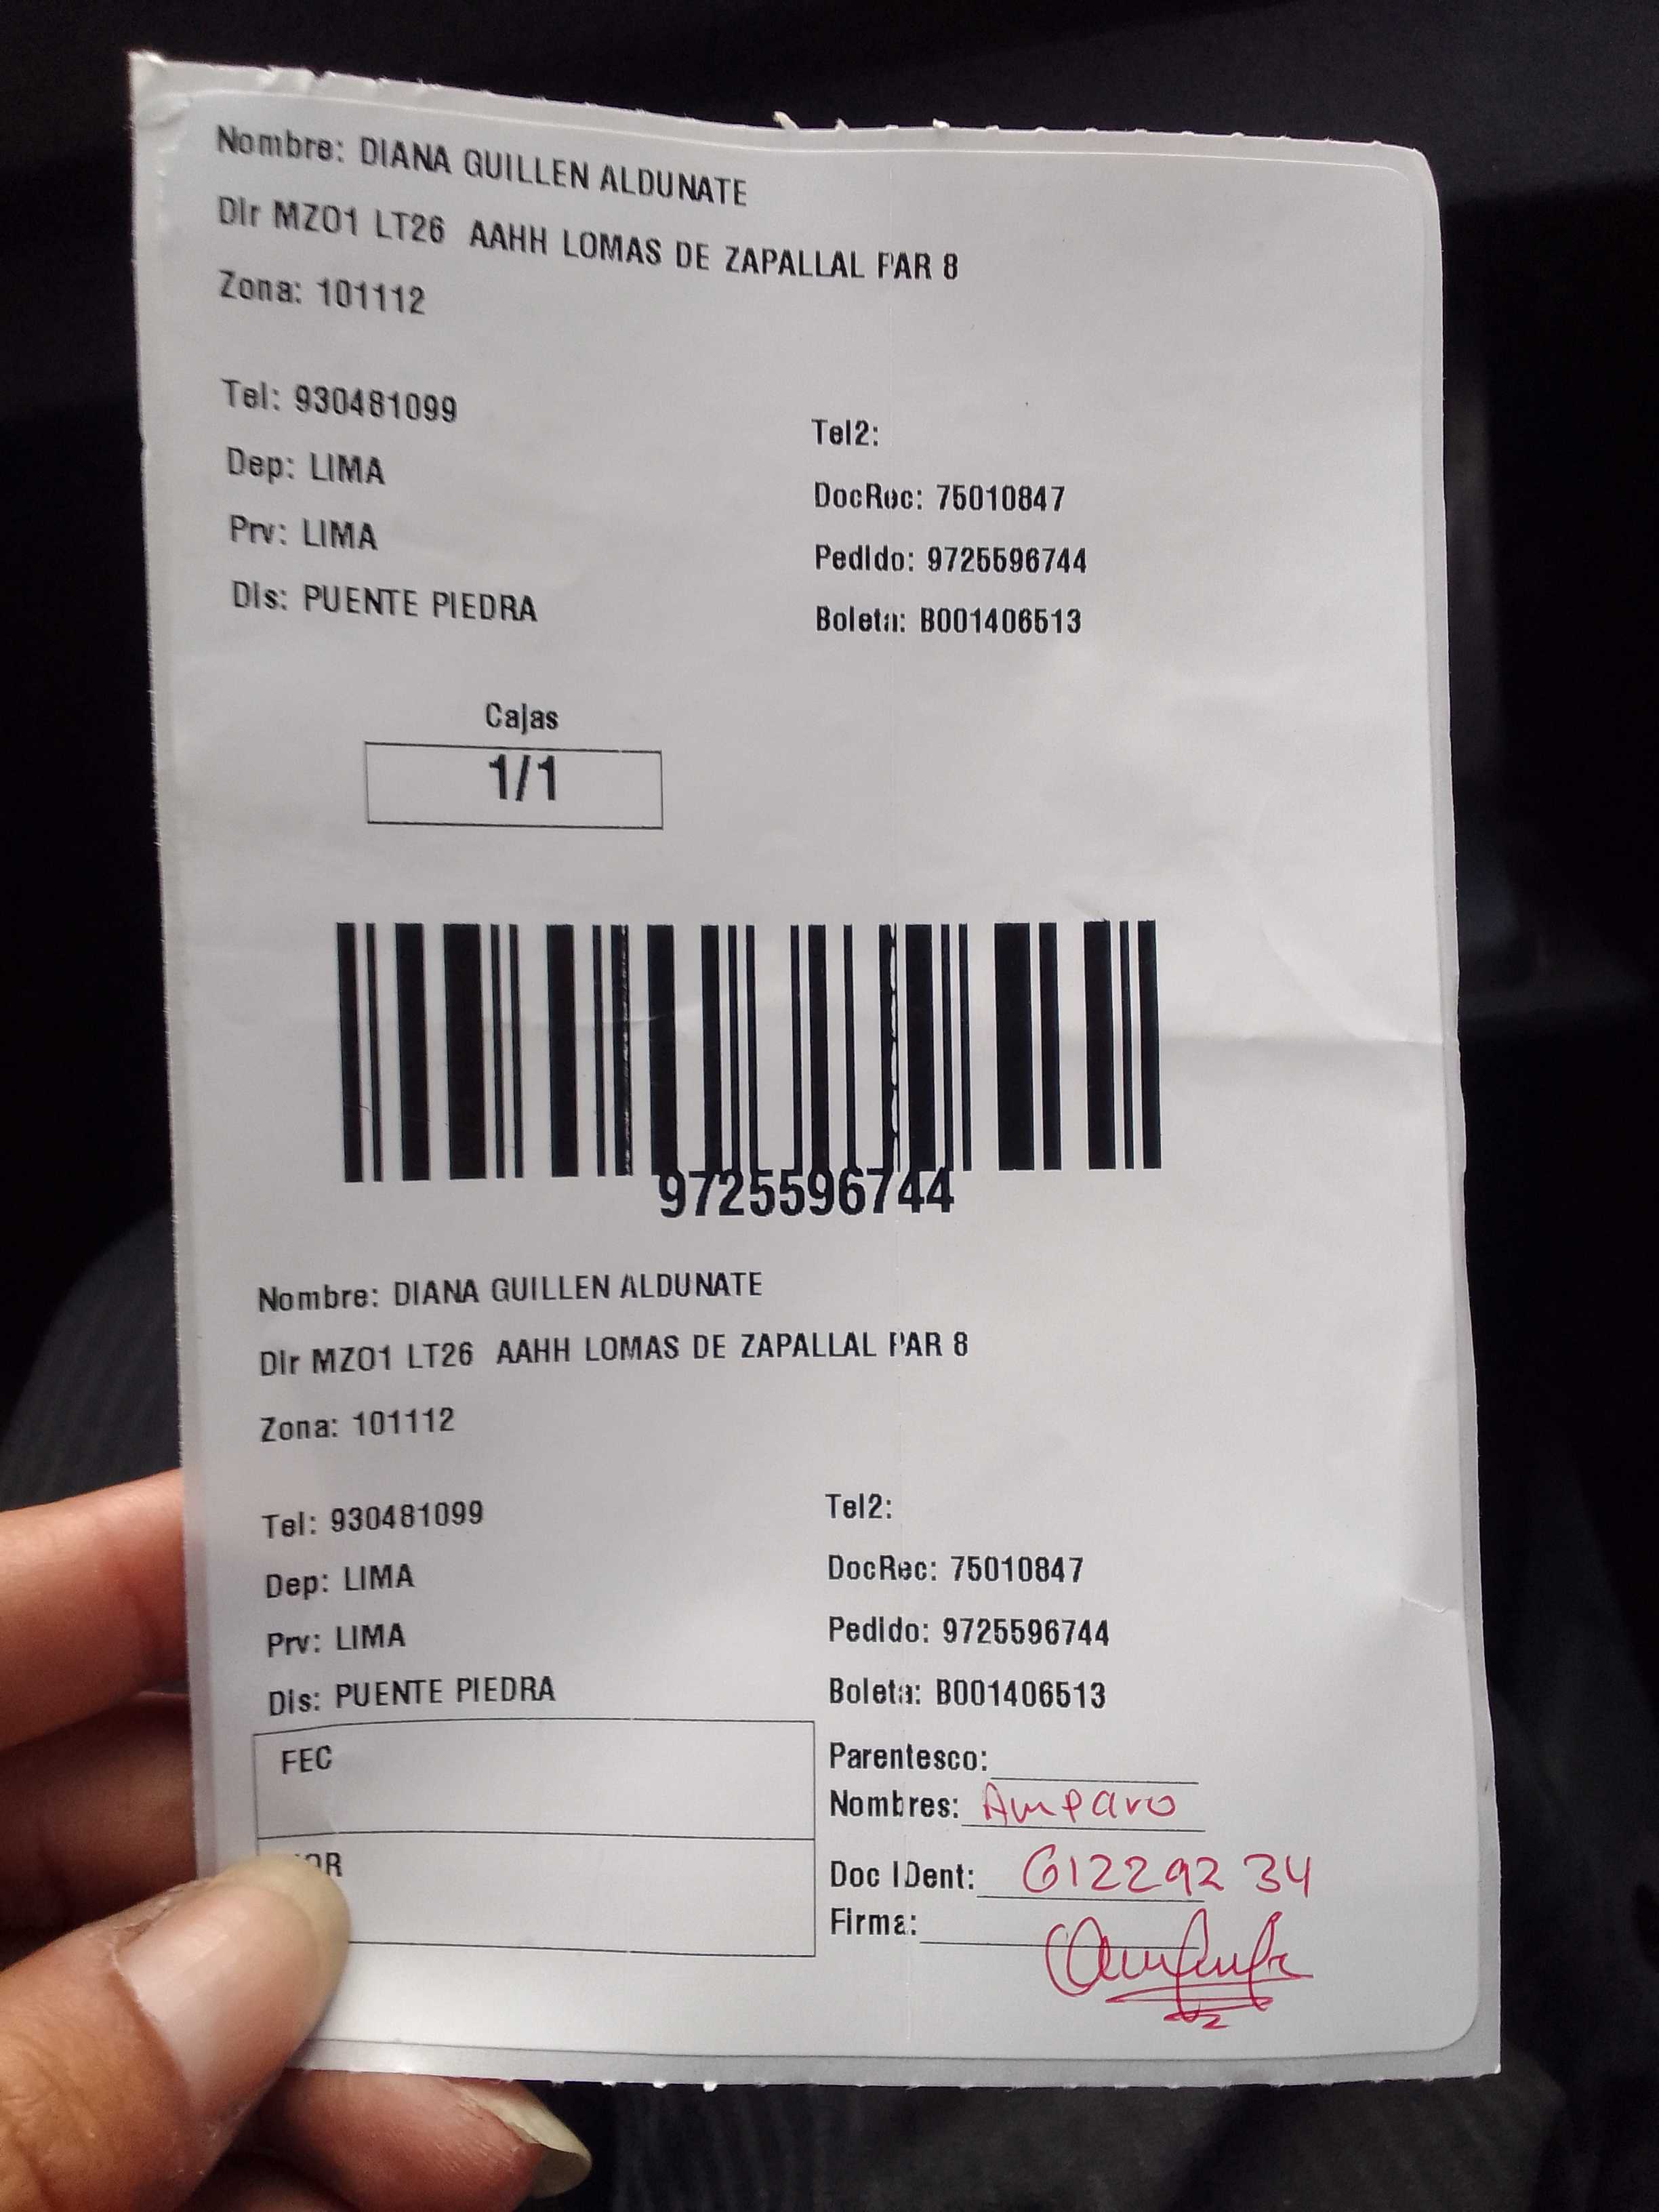 Nombre: DIANA GUILLEN ALDUNATE
Dir MZO1 LT26 AAHH LOMAS DE ZAPALLAL PAR 8
Zona: 101112
Tel: 930481099
Tel2:
Dep: LIMA
DocRec: 75010847
Prv: LIMA
Pedido: 9725596744
Dis: PUENTE PIEDRA
Boleta: B001406513
Cajas
1/1
9725596744
Nombre: DIANA GUILLEN ALDUNATE
Dir MZO1 LT26 AAHH LOMAS DE ZAPALLAL PAR 8
Zona: 101112
Tel: 930481099
Tel2:
Dep: LIMA
DocRec: 75010847
Prv: LIMA
Pedido: 9725596744
Dis: PUENTE PIEDRA
Boleta: B001406513
FEC
Parentesco:
Nombres: Amparo
Doc IDent: 61229234
Firma: